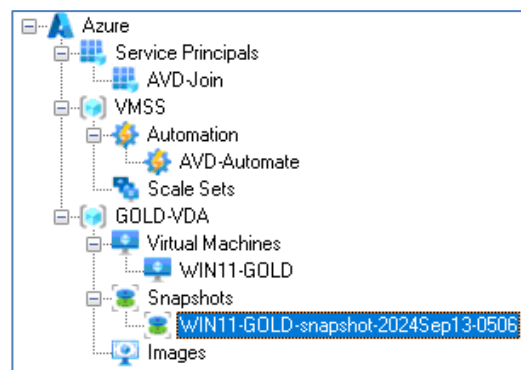 Azure
Service Principals
AVD-Join
VMSS
Automation
AVD-Automate
Scale Sets
GOLD-VDA
Virtual Machines
WIN11-GOLD
Snapshots
WIN11-GOLD-snapshot-2024Sep13-0506
Images